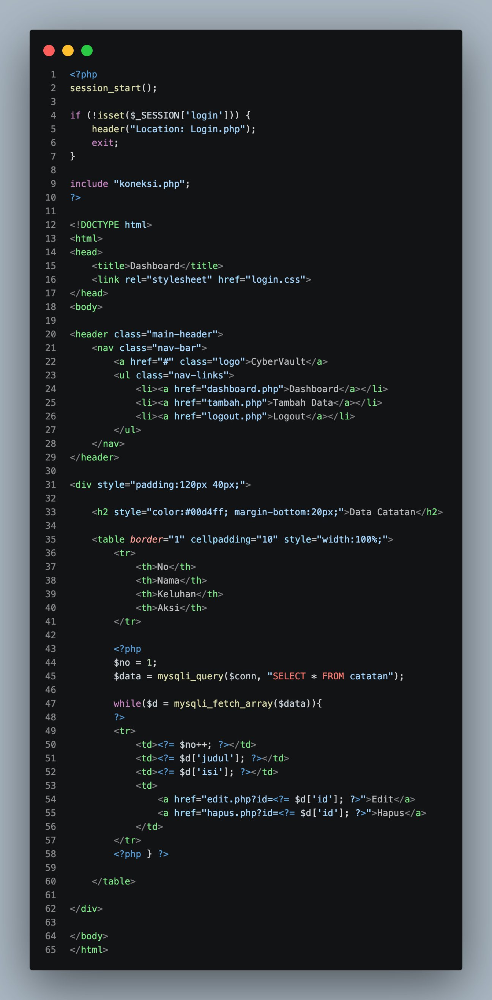 1 <?php
2 session_start();
3
4 if (!isset($_SESSION['login'])) {
5     header("Location: Login.php");
6     exit;
7 }
8
9 include "koneksi.php";
10 ?>
11
12 <!DOCTYPE html>
13 <html>
14 <head>
15     <title>Dashboard</title>
16     <link rel="stylesheet" href="login.css">
17 </head>
18 <body>
19
20 <header class="main-header">
21     <nav class="nav-bar">
22         <a href="#" class="logo">CyberVault</a>
23         <ul class="nav-links">
24             <li><a href="dashboard.php">Dashboard</a></li>
25             <li><a href="tambah.php">Tambah Data</a></li>
26             <li><a href="logout.php">Logout</a></li>
27         </ul>
28     </nav>
29 </header>
30
31 <div style="padding:120px 40px;">
32
33     <h2 style="color:#00d4ff; margin-bottom:20px;">Data Catatan</h2>
34
35     <table border="1" cellpadding="10" style="width:100%;">
36         <tr>
37             <th>No</th>
38             <th>Nama</th>
39             <th>Keluhan</th>
40             <th>Aksi</th>
41         </tr>
42
43         <?php
44         $no = 1;
45         $data = mysqli_query($conn, "SELECT * FROM catatan");
46
47         while($d = mysqli_fetch_array($data)){
48         ?>
49         <tr>
50             <td><?= $no++; ?></td>
51             <td><?= $d['judul']; ?></td>
52             <td><?= $d['isi']; ?></td>
53             <td>
54                 <a href="edit.php?id=<?= $d['id']; ?>">Edit</a>
55                 <a href="hapus.php?id=<?= $d['id']; ?>">Hapus</a>
56             </td>
57         </tr>
58         <?php } ?>
59
60     </table>
61
62 </div>
63
64 </body>
65 </html>